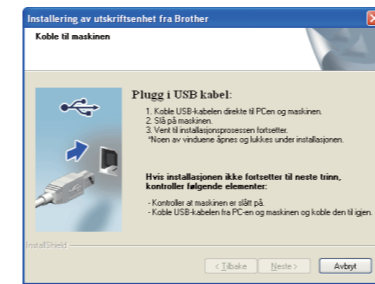 Installering av utskriftsenhet fra Brother
Koble til maskinen
Plugg i USB kabel:
1. Koble USB-kabelen direkte til PCen og maskinen.
2. Slå på maskinen.
3. Vent til installasjonsprosessen fortsetter.
*Noen av vinduene åpnes og lukkes under installasjonen.
Hvis installasjonen ikke fortsetter til neste trinn,
kontroller følgende elementer:
- Kontroller at maskinen er slått på.
- Koble USB-kabelen fra PC-en og maskinen og koble den til igjen.
InstallShield
< Tilbake Neste > Avbryt